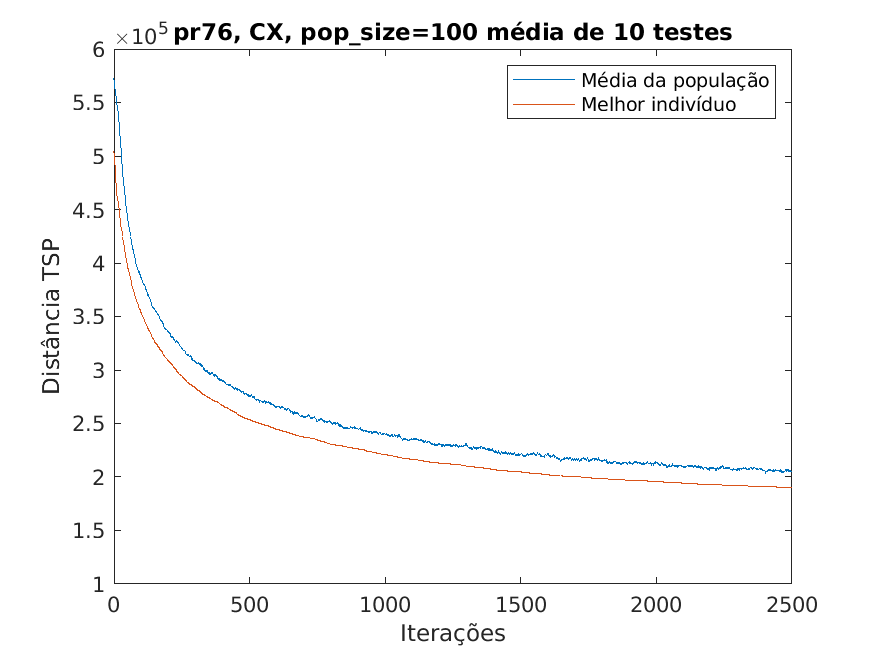 ×10⁵ pr76, CX, pop_size=100 média de 10 testes
Média da população
Melhor indivíduo
6
5.5
5
4.5
4
3.5
3
2.5
2
1.5
1
Distância TSP
0 500 1000 1500 2000 2500
Iterações